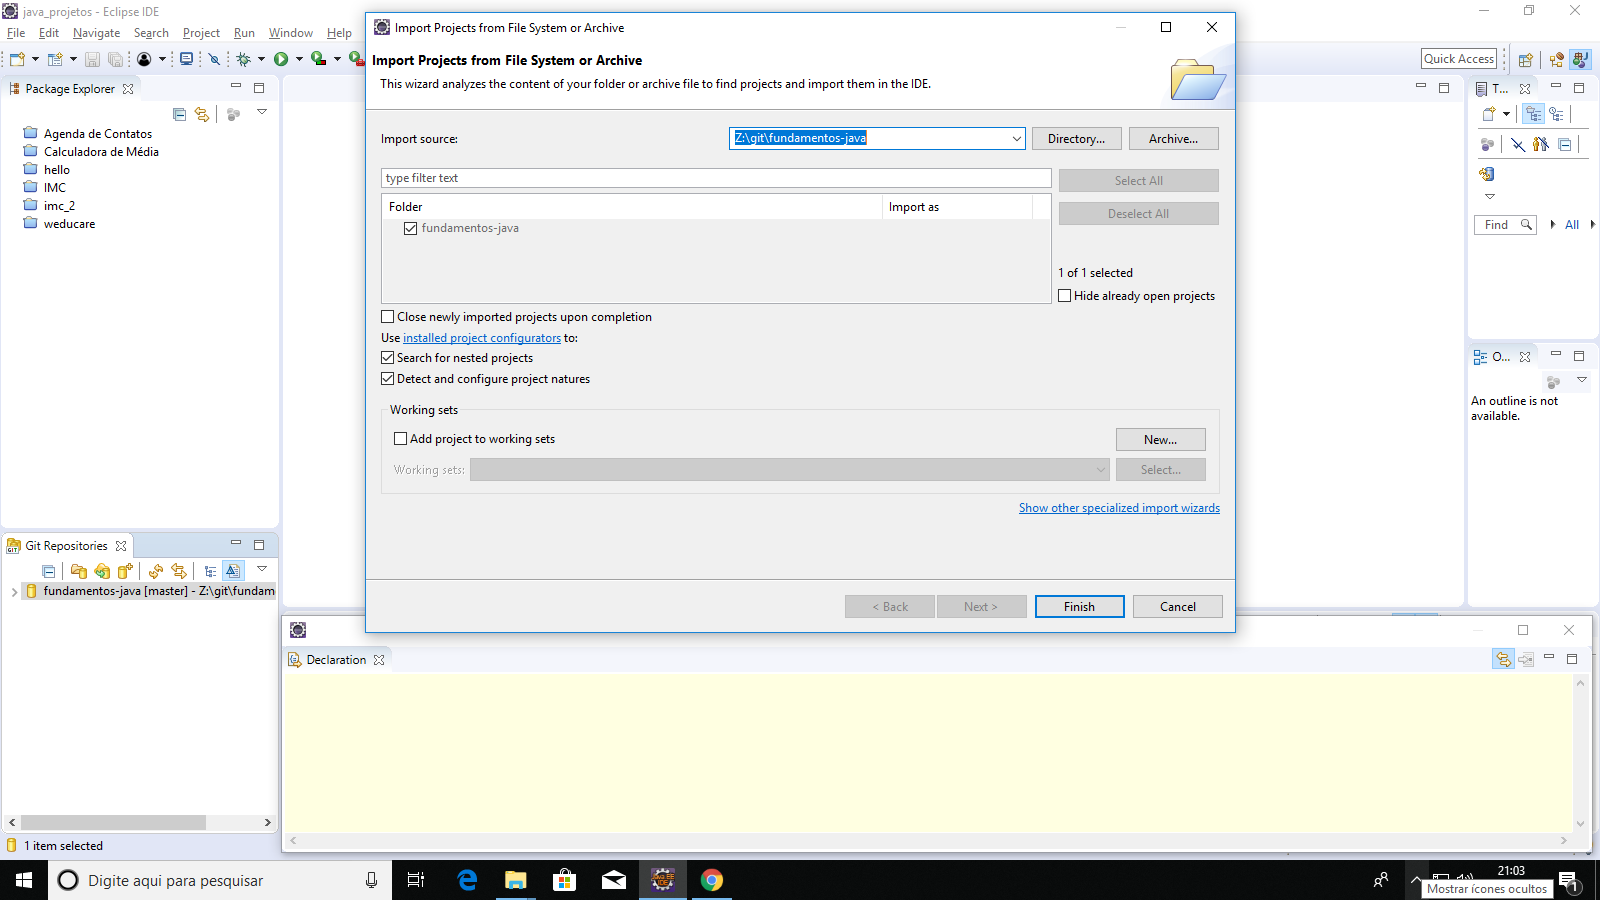 java_projetos - Eclipse IDE
File Edit Navigate Search Project Run Window Help
Quick Access
Package Explorer
Agenda de Contatos
Calculadora de Média
hello
IMC
imc_2
weducare
Import Projects from File System or Archive
Import Projects from File System or Archive
This wizard analyzes the content of your folder or archive file to find projects and import them in the IDE.
Import source:
Z:\git\fundamentos-java
Directory...
Archive...
type filter text
Select All
Folder
Import as
Deselect All
fundamentos-java
1 of 1 selected
Hide already open projects
Close newly imported projects upon completion
Use installed project configurators to:
Search for nested projects
Detect and configure project natures
Working sets
Add project to working sets
New...
Working sets:
Select...
Show other specialized import wizards
< Back
Next >
Finish
Cancel
T...
Find
All
O...
An outline is not
available.
Git Repositories
GIT
fundamentos-java [master] - Z:\git\fundam
1 item selected
Declaration
Digite aqui para pesquisar
Java EE
IDE
21:03
Mostrar ícones ocultos
1